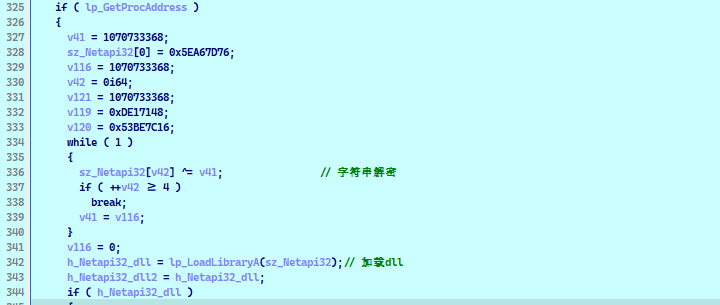 325 if ( lp_GetProcAddress )
326 {
327 v41 = 1070733368;
328 sz_Netapi32[0] = 0x5EA67D76;
329 v116 = 1070733368;
330 v42 = 0i64;
331 v121 = 1070733368;
332 v119 = 0xDE17148;
333 v120 = 0x53BE7C16;
334 while ( 1 )
335 {
336 sz_Netapi32[v42] ^= v41; // 字符串解密
337 if ( ++v42 ≥ 4 )
338 break;
339 v41 = v116;
340 }
341 v116 = 0;
342 h_Netapi32_dll = lp_LoadLibraryA(sz_Netapi32);// 加载dll
343 h_Netapi32_dll2 = h_Netapi32_dll;
344 if ( h_Netapi32_dll )